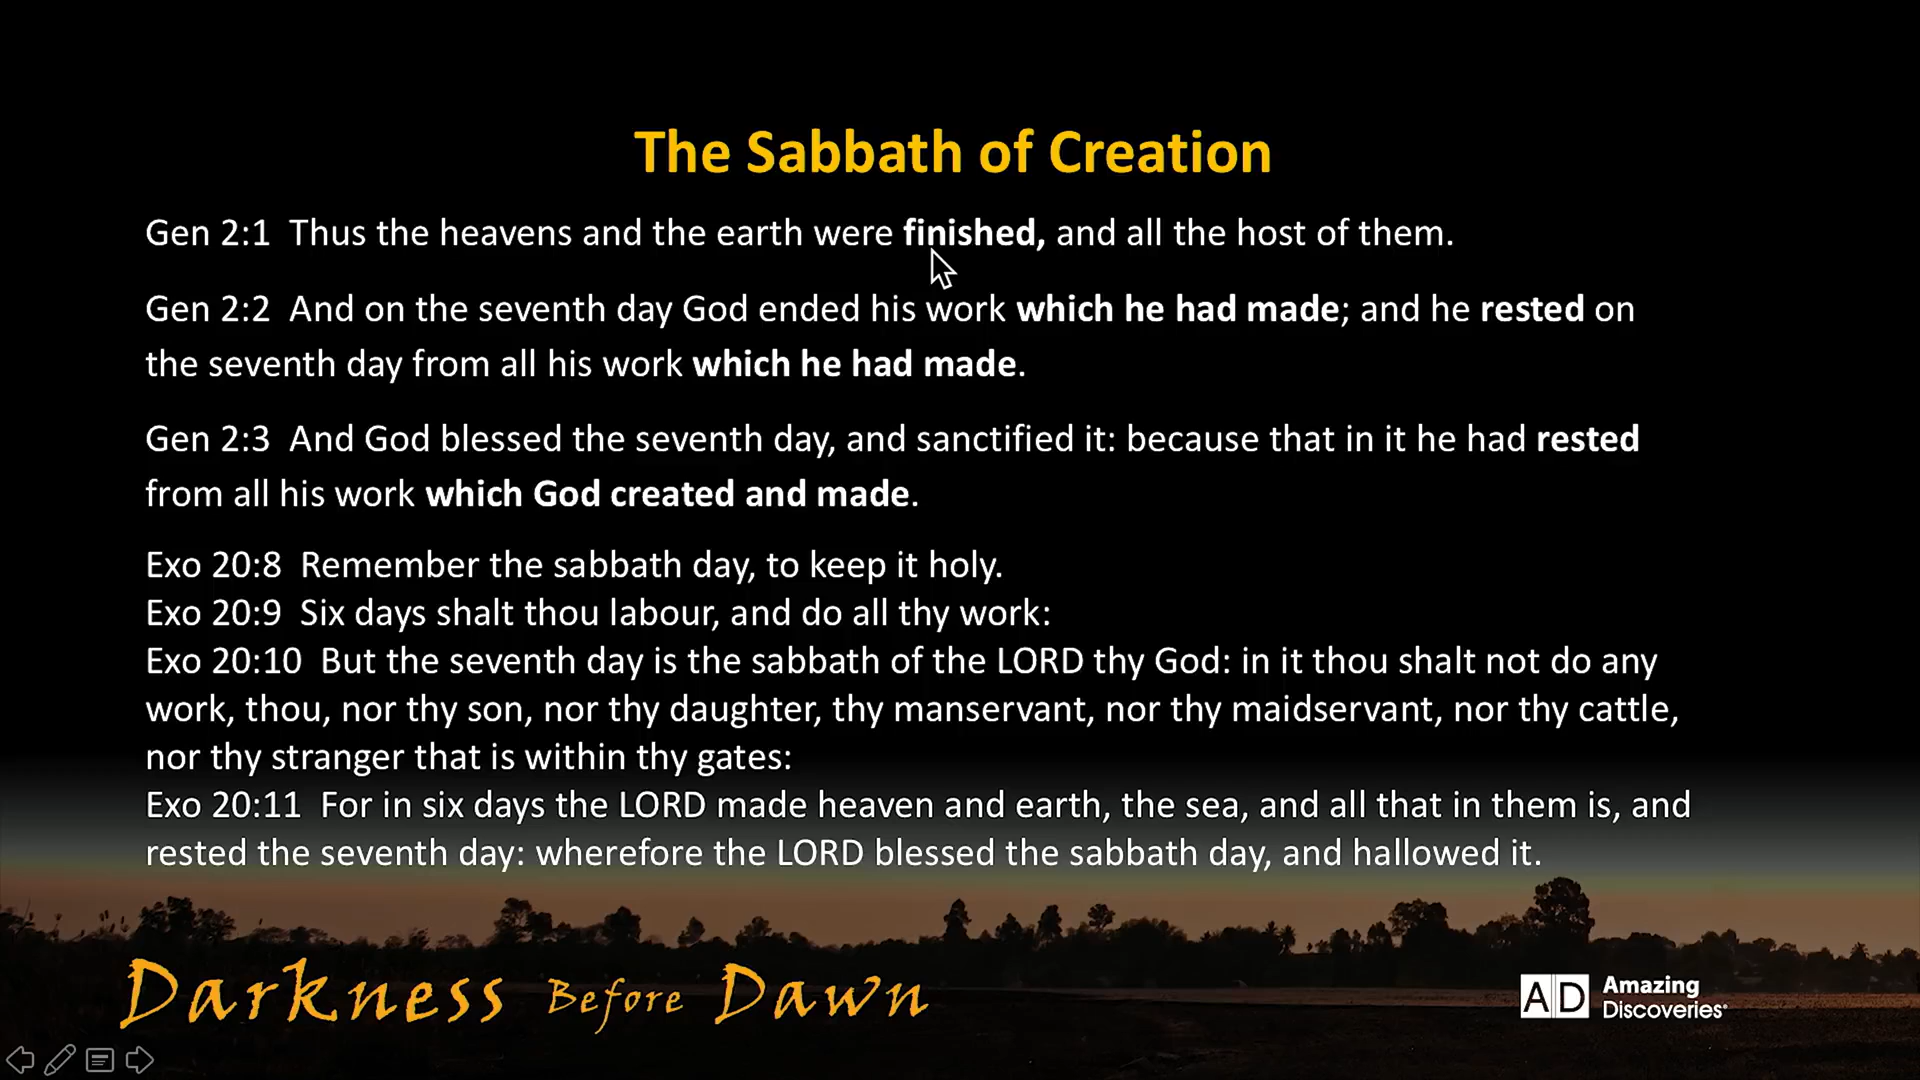 The Sabbath of Creation
Gen 2:1  Thus the heavens and the earth were finished, and all the host of them.
Gen 2:2  And on the seventh day God ended his work which he had made; and he rested on
the seventh day from all his work which he had made.
Gen 2:3  And God blessed the seventh day, and sanctified it: because that in it he had rested
from all his work which God created and made.
Exo 20:8  Remember the sabbath day, to keep it holy.
Exo 20:9  Six days shalt thou labour, and do all thy work:
Exo 20:10  But the seventh day is the sabbath of the LORD thy God: in it thou shalt not do any
work, thou, nor thy son, nor thy daughter, thy manservant, nor thy maidservant, nor thy cattle,
nor thy stranger that is within thy gates:
Exo 20:11  For in six days the LORD made heaven and earth, the sea, and all that in them is, and
rested the seventh day: wherefore the LORD blessed the sabbath day, and hallowed it.
Darkness Before Dawn
AD Amazing
Discoveries